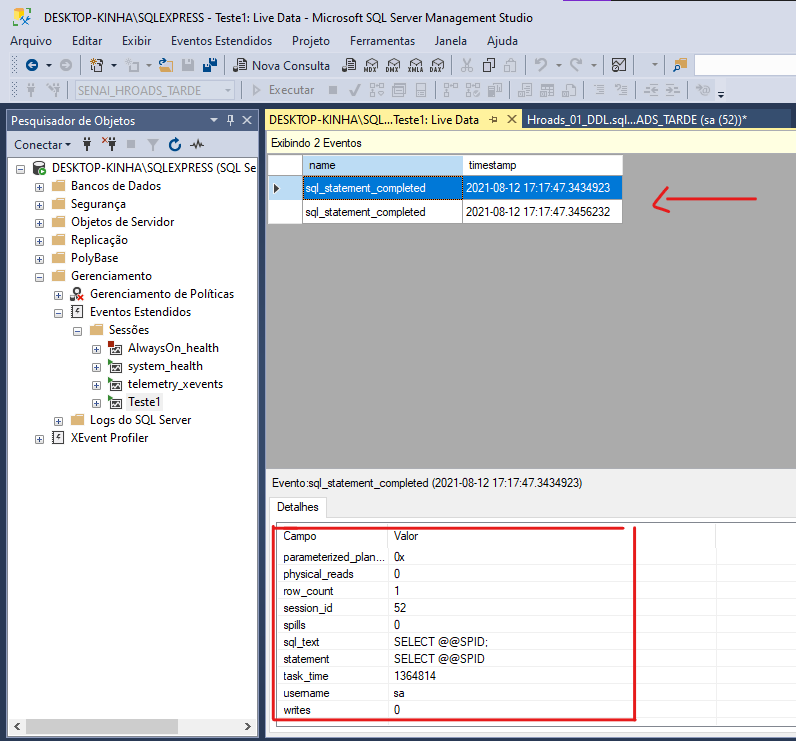 DESKTOP-KINHA\SQLEXPRESS - Teste1: Live Data - Microsoft SQL Server Management Studio
Arquivo Editar Exibir Eventos Estendidos Projeto Ferramentas Janela Ajuda
Nova Consulta MDX DMX XMLA DAX
SENAI_HROADS_TARDE Executar
Pesquisador de Objetos
DESKTOP-KINHA\SQL...Teste1: Live Data Hroads_01_DDL.sql...ADS_TARDE (sa (52))*
Conectar
Exibindo 2 Eventos
name timestamp
sql_statement_completed 2021-08-12 17:17:47.3434923
sql_statement_completed 2021-08-12 17:17:47.3456232
DESKTOP-KINHA\SQLEXPRESS (SQL Se
Bancos de Dados
Segurança
Objetos de Servidor
Replicação
PolyBase
Gerenciamento
Gerenciamento de Políticas
Eventos Estendidos
Sessões
AlwaysOn_health
system_health
telemetry_xevents
Teste1
Logs do SQL Server
XEvent Profiler
Evento:sql_statement_completed (2021-08-12 17:17:47.3434923)
Detalhes
Campo Valor
parameterized_plan... 0x
physical_reads 0
row_count 1
session_id 52
spills 0
sql_text SELECT @@SPID;
statement SELECT @@SPID
task_time 1364814
username sa
writes 0